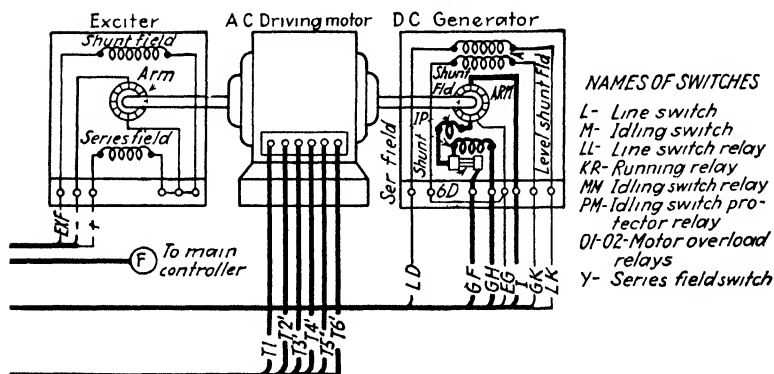 Exciter
Shunt field
Arm
Series field
EXF
-
+
To main
controller
F
A C Driving motor
T1
T2'
T3'
T4'
T5'
T6'
D C Generator
Shunt
Fld
ARM
Level shunt Fld
IP
Ser field
Shunt
6D
LD
GF
GH
EG
I
GK
LK
NAMES OF SWITCHES
L- Line switch
M- Idling switch
LL- Line switch relay
KR- Running relay
MM Idling switch relay
PM- Idling switch pro-
tector relay
O1-O2-Motor overload
relays
Y- Series field switch